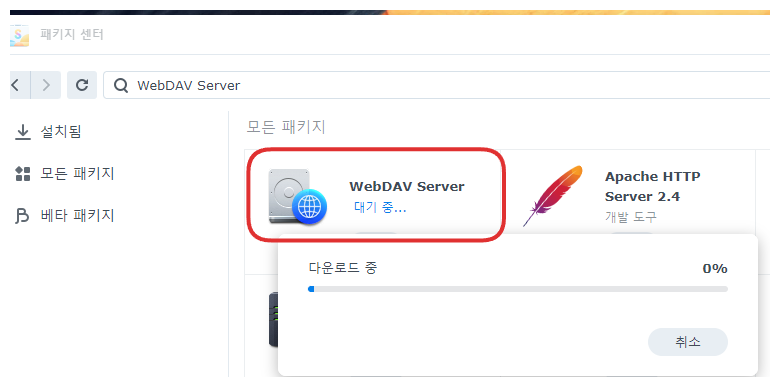 패키지 센터
WebDAV Server
설치됨
모든 패키지
베타 패키지
모든 패키지
WebDAV Server
대기 중...
Apache HTTP
Server 2.4
개발 도구
다운로드 중
0%
취소